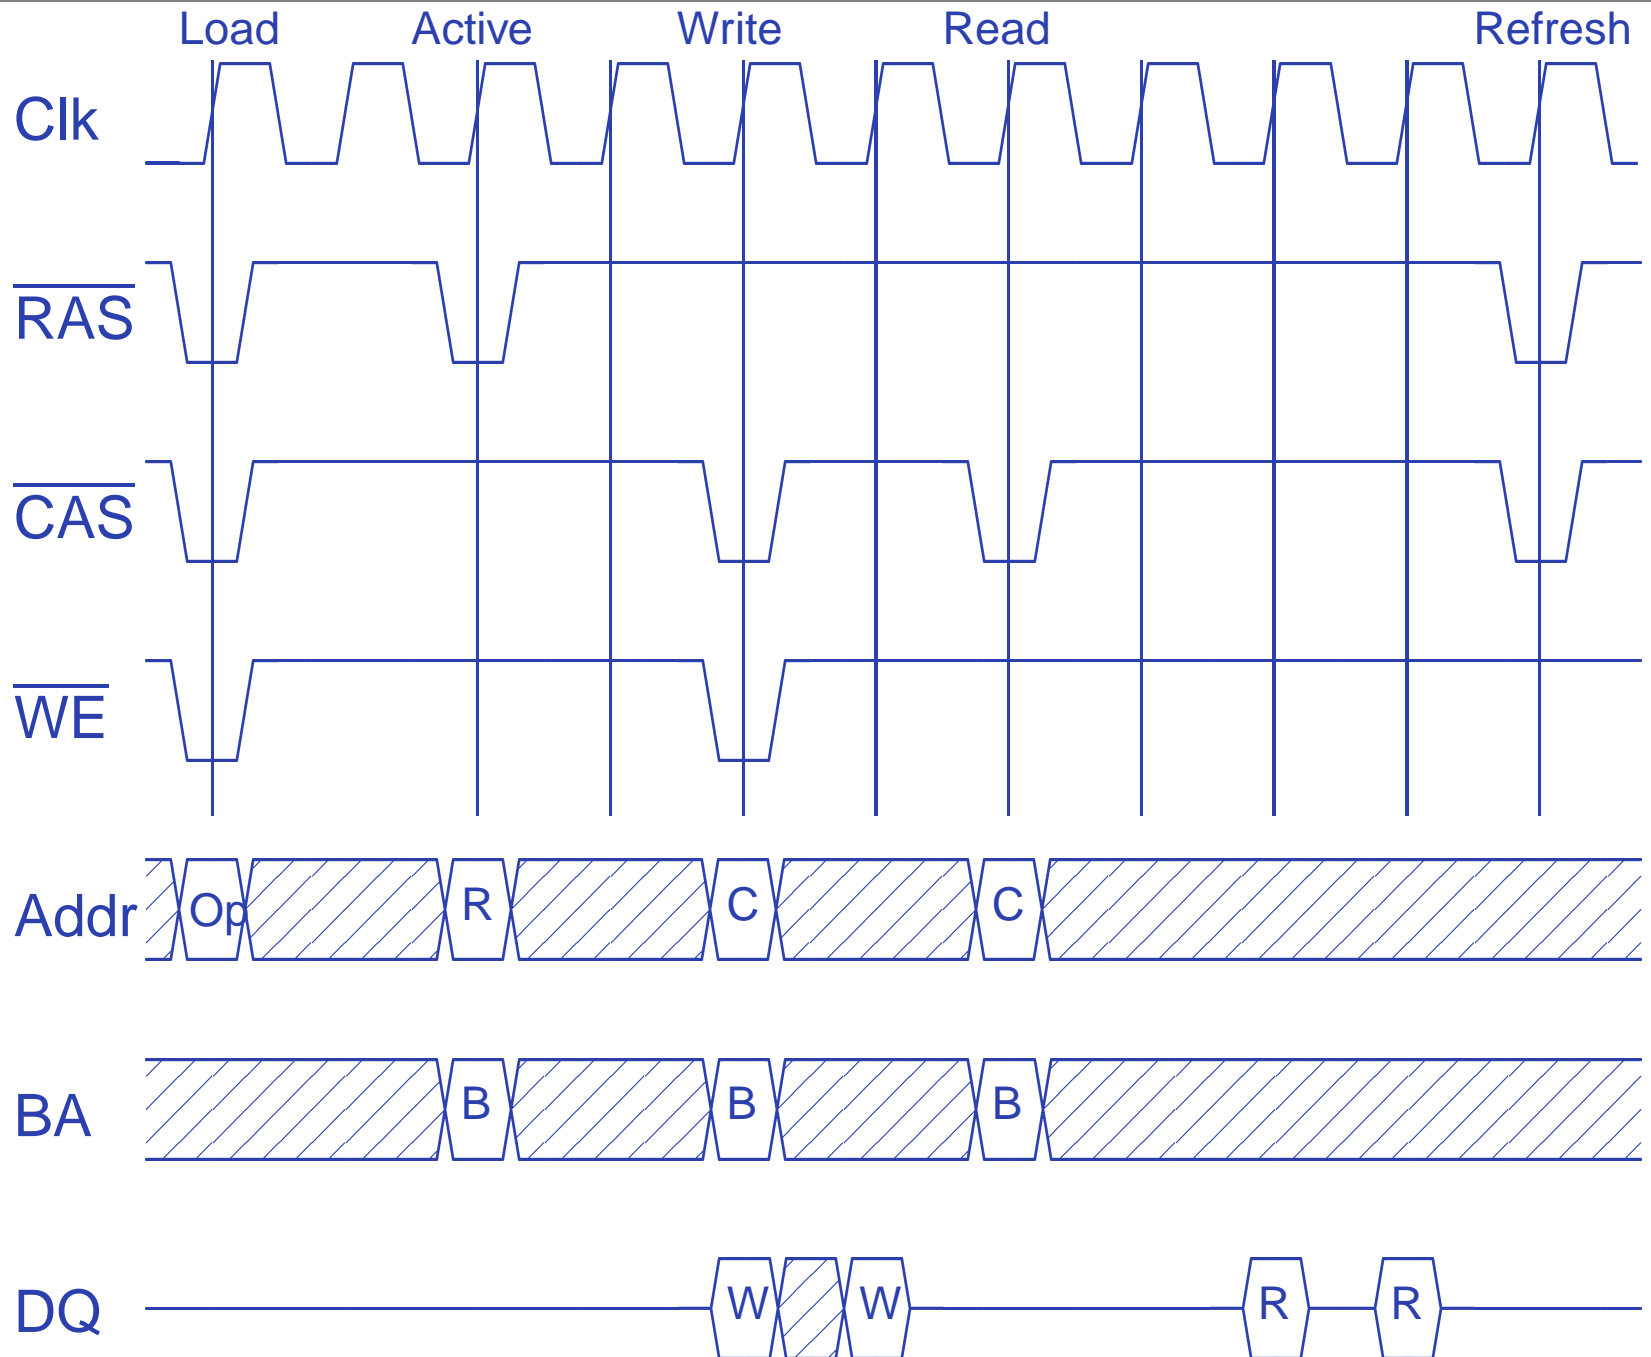 Load Active Write Read Refresh
Clk
RAS
CAS
WE
Addr Op R C C
BA B B B
DQ W W R R